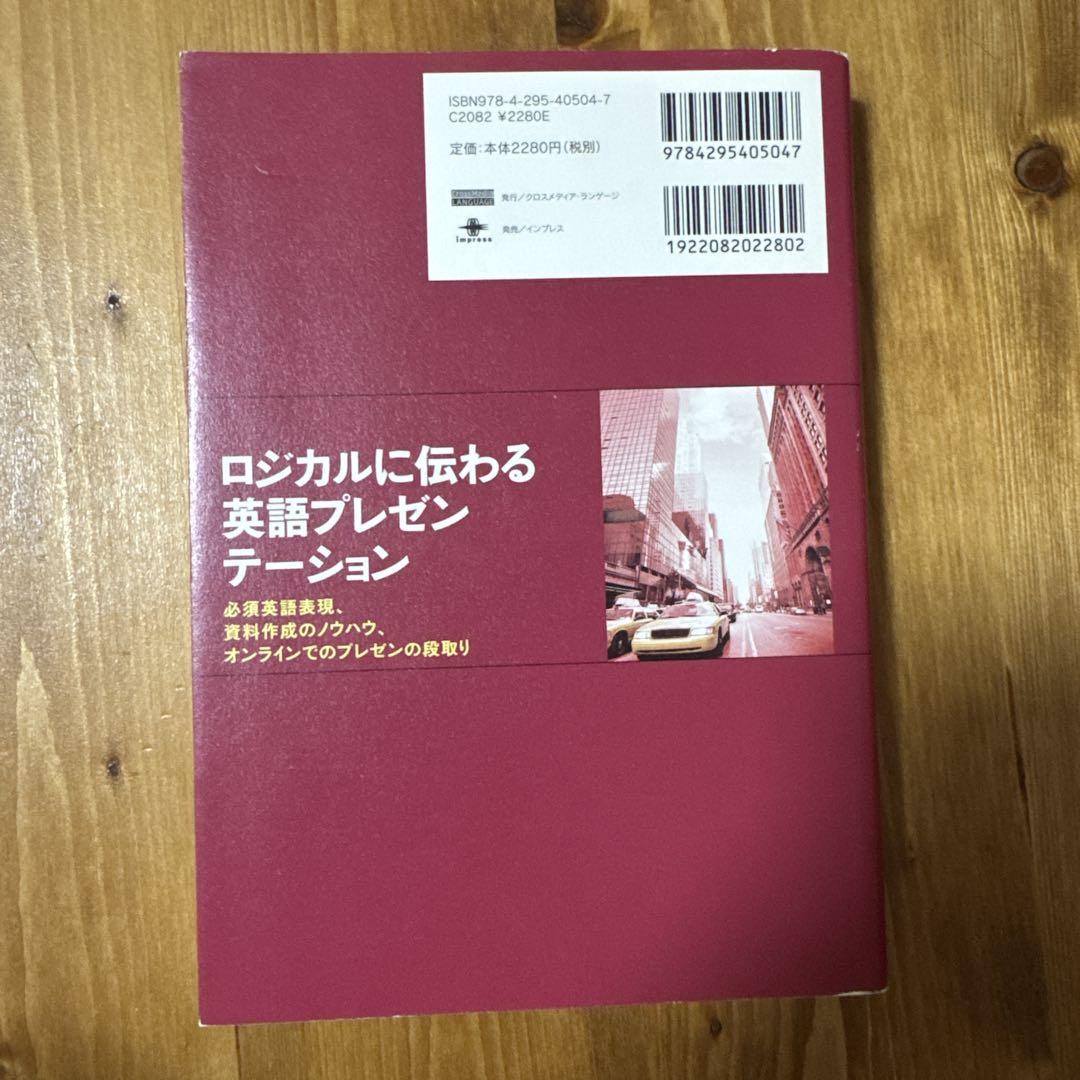 ISBN978-4-295-40504-7
C2082 ¥2280E
定価：本体2280円（税別）
9784295405047
CrossMedia
LANGUAGE
発行／クロスメディア・ランゲージ
impress
発売／インプレス
1922082022802
ロジカルに伝わる
英語プレゼン
テーション
必須英語表現、
資料作成のノウハウ、
オンラインでのプレゼンの段取り